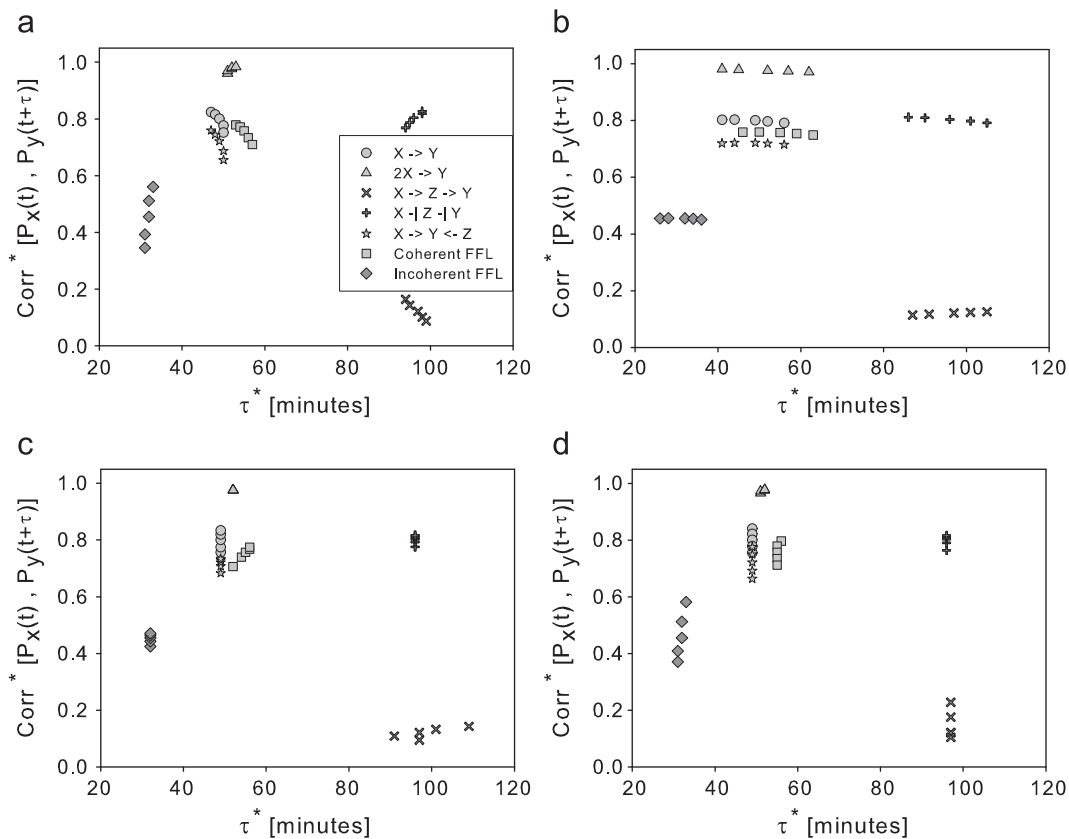 a
1.0
0.8
0.6
0.4
0.2
0.0
Corr* [Px(t) , Py(t+τ)]
X -> Y
2X -> Y
X -> Z -> Y
X -| Z -| Y
X -> Y <- Z
Coherent FFL
Incoherent FFL
20 40 60 80 100 120
τ* [minutes]
b
1.0
0.8
0.6
0.4
0.2
0.0
Corr* [Px(t) , Py(t+τ)]
20 40 60 80 100 120
τ* [minutes]
c
1.0
0.8
0.6
0.4
0.2
0.0
Corr* [Px(t) , Py(t+τ)]
20 40 60 80 100 120
τ* [minutes]
d
1.0
0.8
0.6
0.4
0.2
0.0
Corr* [Px(t) , Py(t+τ)]
20 40 60 80 100 120
τ* [minutes]